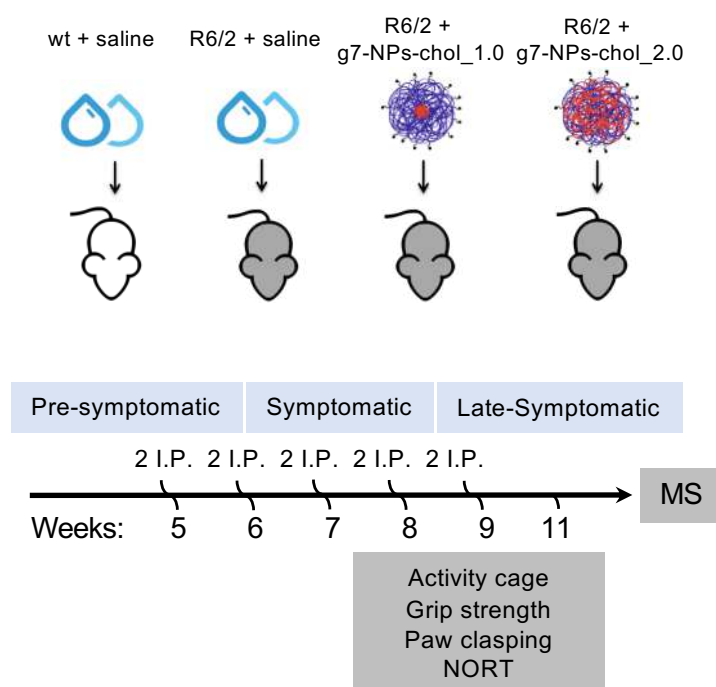 wt + saline
R6/2 + saline
R6/2 +
g7-NPs-chol_1.0
R6/2 +
g7-NPs-chol_2.0
Pre-symptomatic
Symptomatic
Late-Symptomatic
2 I.P. 2 I.P. 2 I.P. 2 I.P. 2 I.P.
MS
Weeks: 5 6 7 8 9 11
Activity cage
Grip strength
Paw clasping
NORT